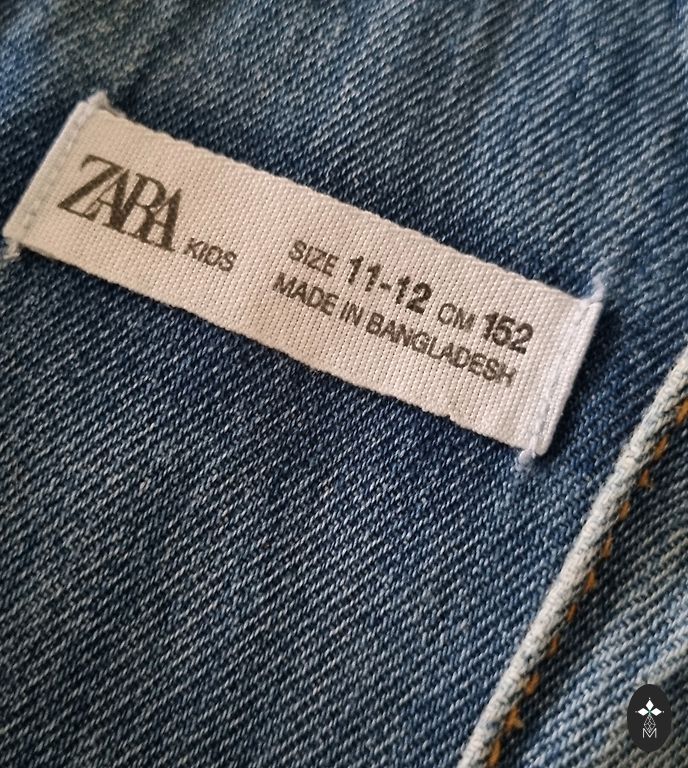 ZARA KIDS
SIZE 11-12 CM 152
MADE IN BANGLADESH
M